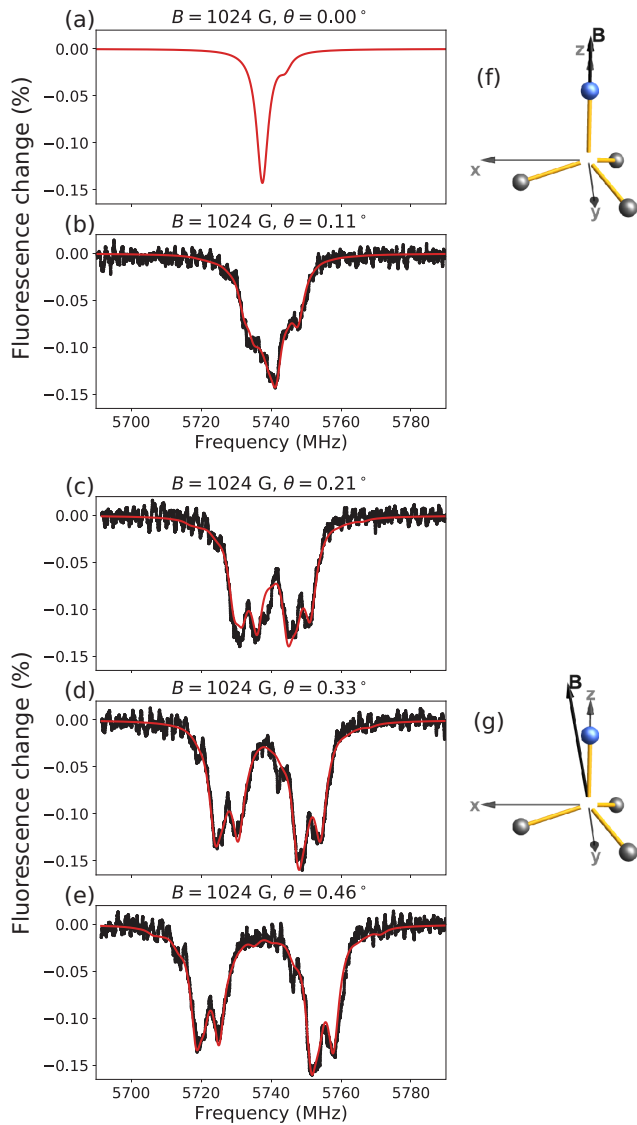 (a)
B = 1024 G, θ = 0.00°
0.00
−0.05
−0.10
−0.15
Fluorescence change (%)
(b)
B = 1024 G, θ = 0.11°
0.00
−0.05
−0.10
−0.15
5700 5720 5740 5760 5780
Frequency (MHz)
(f)
B
z
x
y
(c)
B = 1024 G, θ = 0.21°
0.00
−0.05
−0.10
−0.15
(d)
B = 1024 G, θ = 0.33°
0.00
−0.05
−0.10
−0.15
Fluorescence change (%)
(e)
B = 1024 G, θ = 0.46°
0.00
−0.05
−0.10
−0.15
5700 5720 5740 5760 5780
Frequency (MHz)
(g)
B
z
x
y